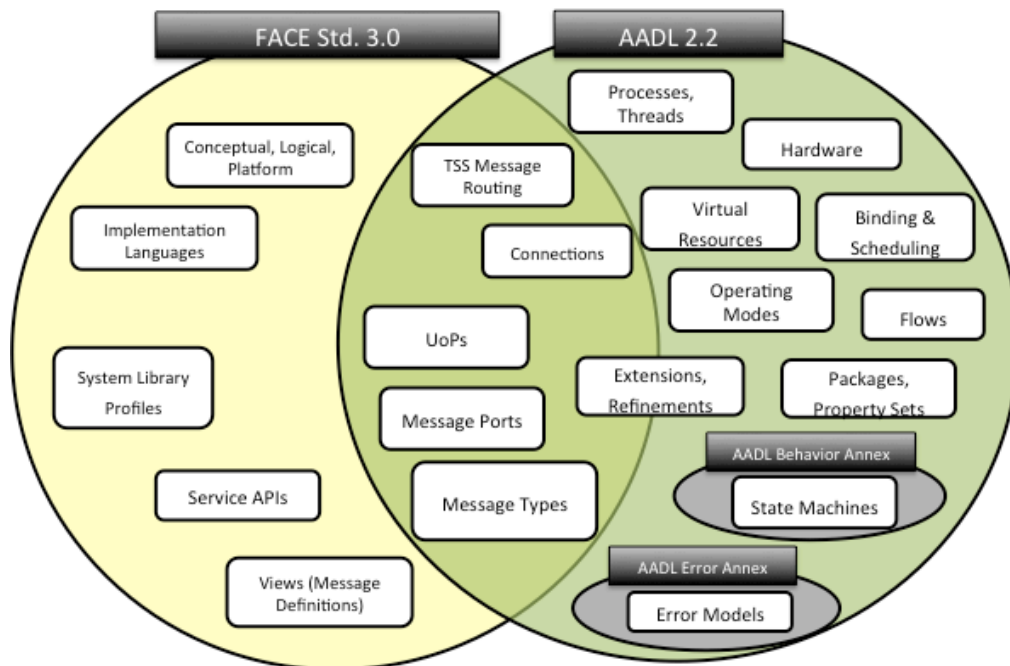 FACE Std. 3.0
AADL 2.2
Conceptual, Logical,
Platform
Implementation
Languages
System Library
Profiles
Service APIs
Views (Message
Definitions)
TSS Message
Routing
Connections
UoPs
Message Ports
Message Types
Processes,
Threads
Hardware
Virtual
Resources
Binding &
Scheduling
Operating
Modes
Flows
Extensions,
Refinements
Packages,
Property Sets
AADL Behavior Annex
State Machines
AADL Error Annex
Error Models